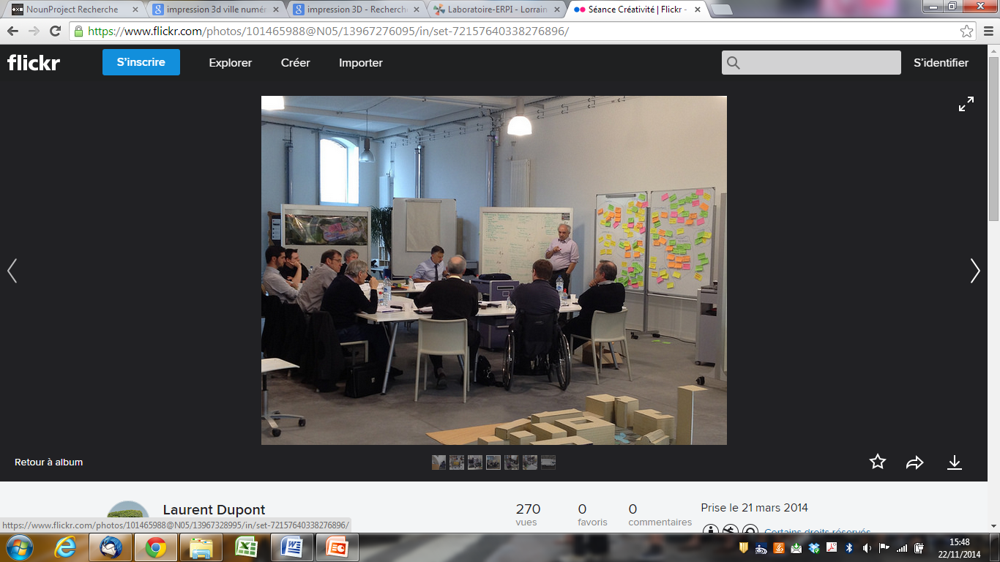 NounProject Recherche
impression 3d ville numér
impression 3D - Recherch
Laboratoire-ERPI - Lorrain
Séance Créativité | Flickr -
https://www.flickr.com/photos/101465988@N05/13967276095/in/set-72157640338276896/
flickr
S'inscrire
Explorer
Créer
Importer
S'identifier
Retour à album
Laurent Dupont
270
vues
0
favoris
0
commentaires
Prise le 21 mars 2014
Certains droits réservés
https://www.flickr.com/photos/101465988@N05/13967328995/in/set-72157640338276896/
15:48
22/11/2014